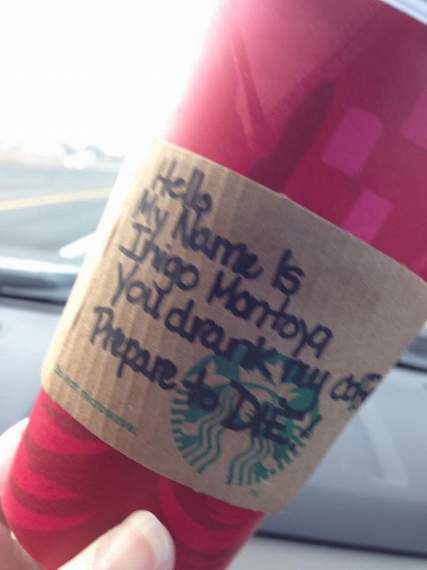 Hello
My Name Is
Inigo Montoya
You drank my
Prepare to DIE!